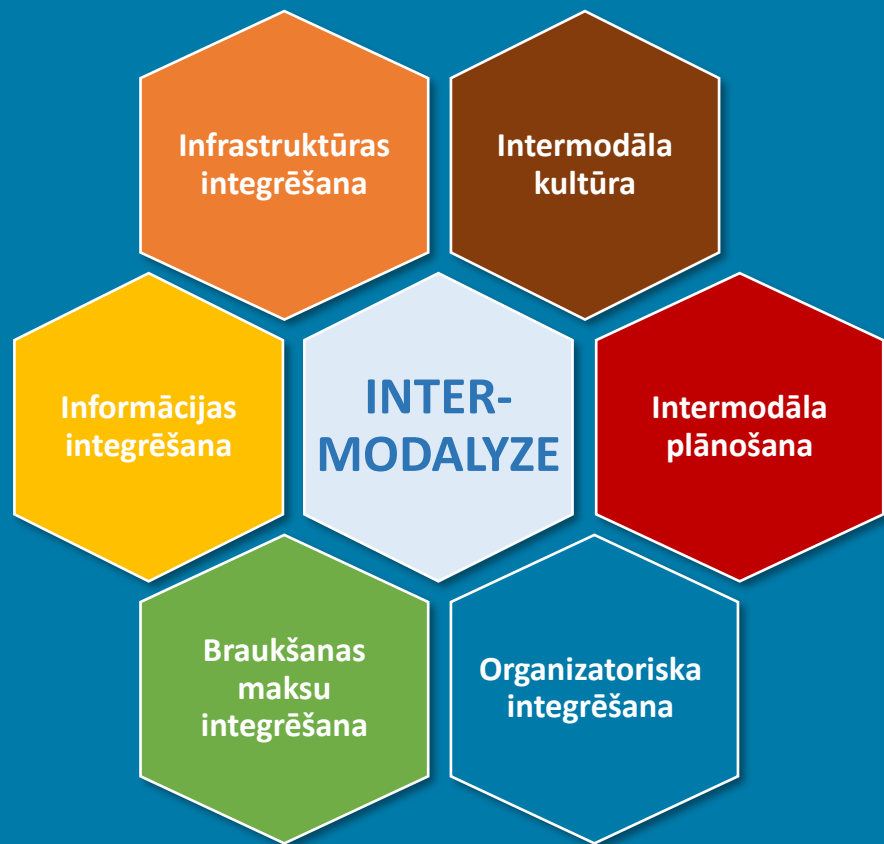 Infrastruktūras
integrēšana
Intermodāla
kultūra
Informācijas
integrēšana
INTER-
MODALYZE
Intermodāla
plānošana
Braukšanas
maksu
integrēšana
Organizatoriska
integrēšana